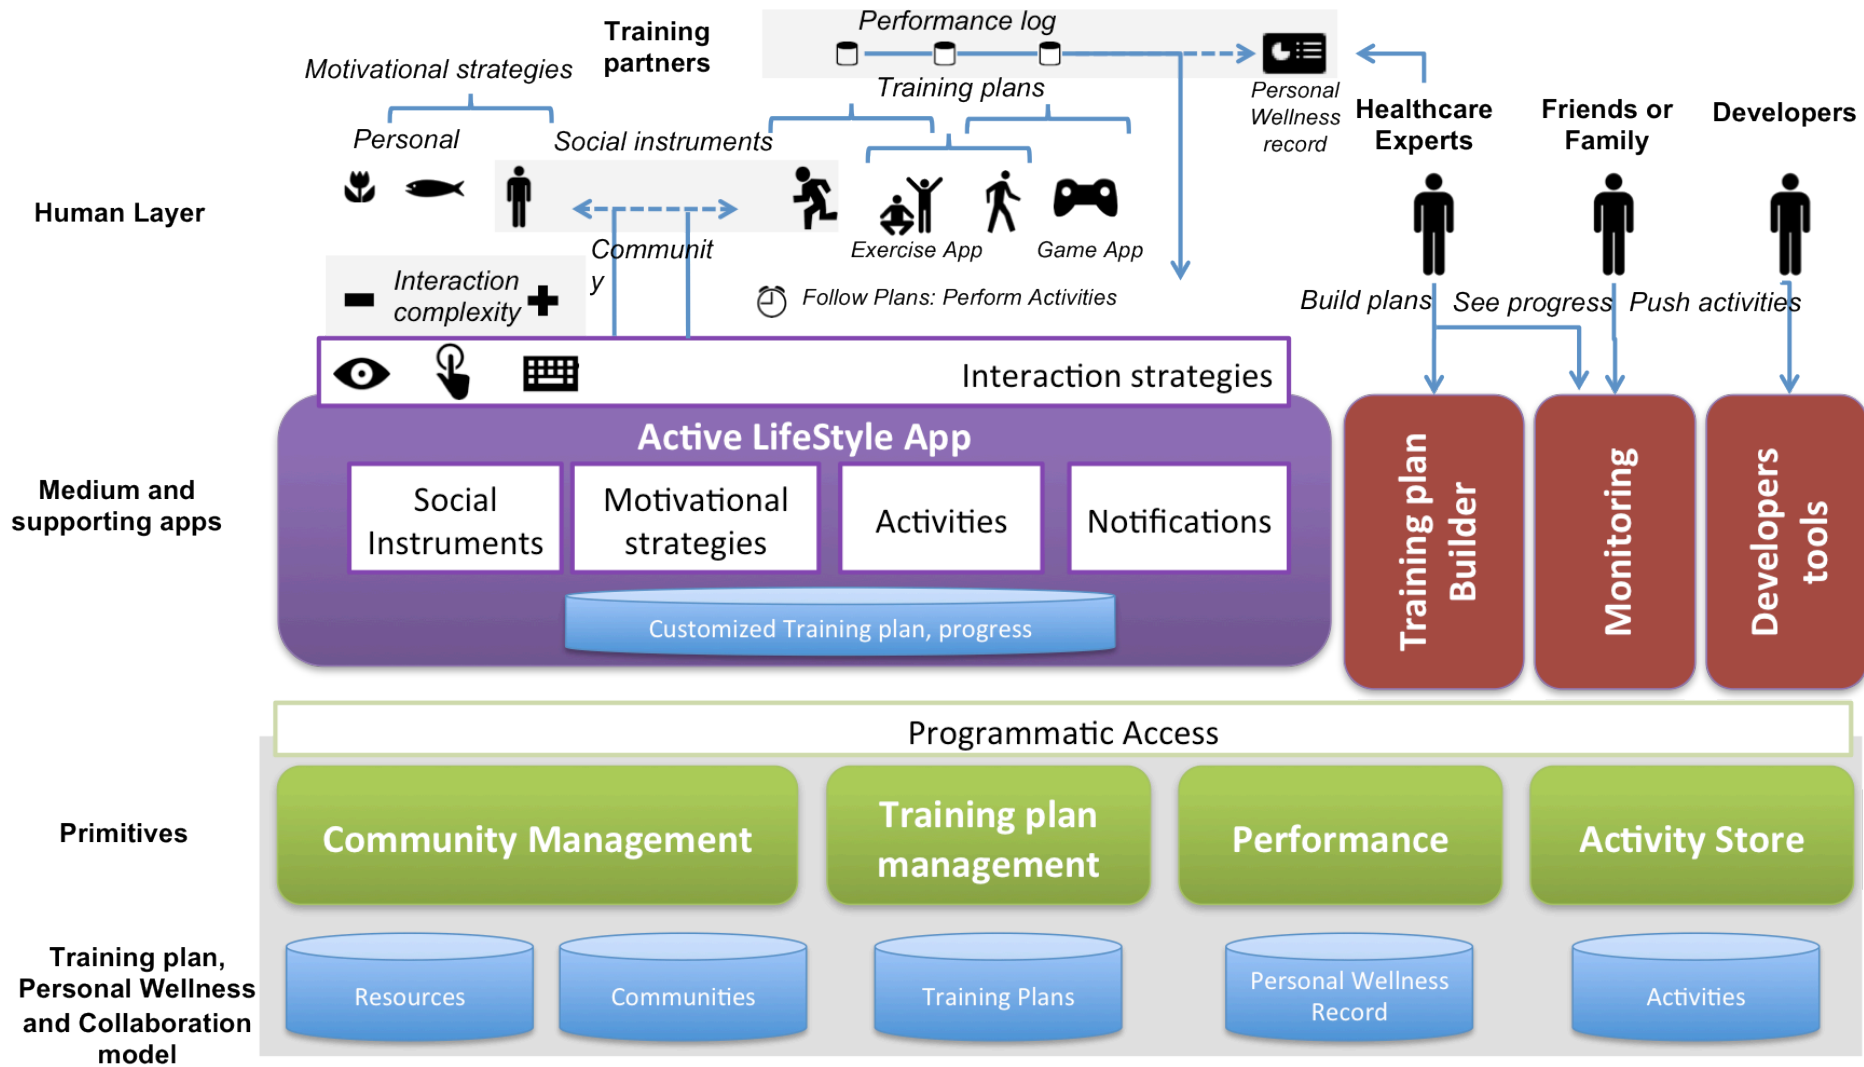 Training
partners
Performance log
Motivational strategies
Training plans
Personal
Wellness
record
Healthcare
Experts
Friends or
Family
Developers
Personal
Social instruments
Human Layer
Communit
y
Exercise App
Game App
Interaction
complexity
Follow Plans: Perform Activities
Build plans
See progress
Push activities
Interaction strategies
Active LifeStyle App
Medium and
supporting apps
Social
Instruments
Motivational
strategies
Activities
Notifications
Customized Training plan, progress
Training plan
Builder
Monitoring
Developers
tools
Programmatic Access
Primitives
Community Management
Training plan
management
Performance
Activity Store
Training plan,
Personal Wellness
and Collaboration
model
Resources
Communities
Training Plans
Personal Wellness
Record
Activities